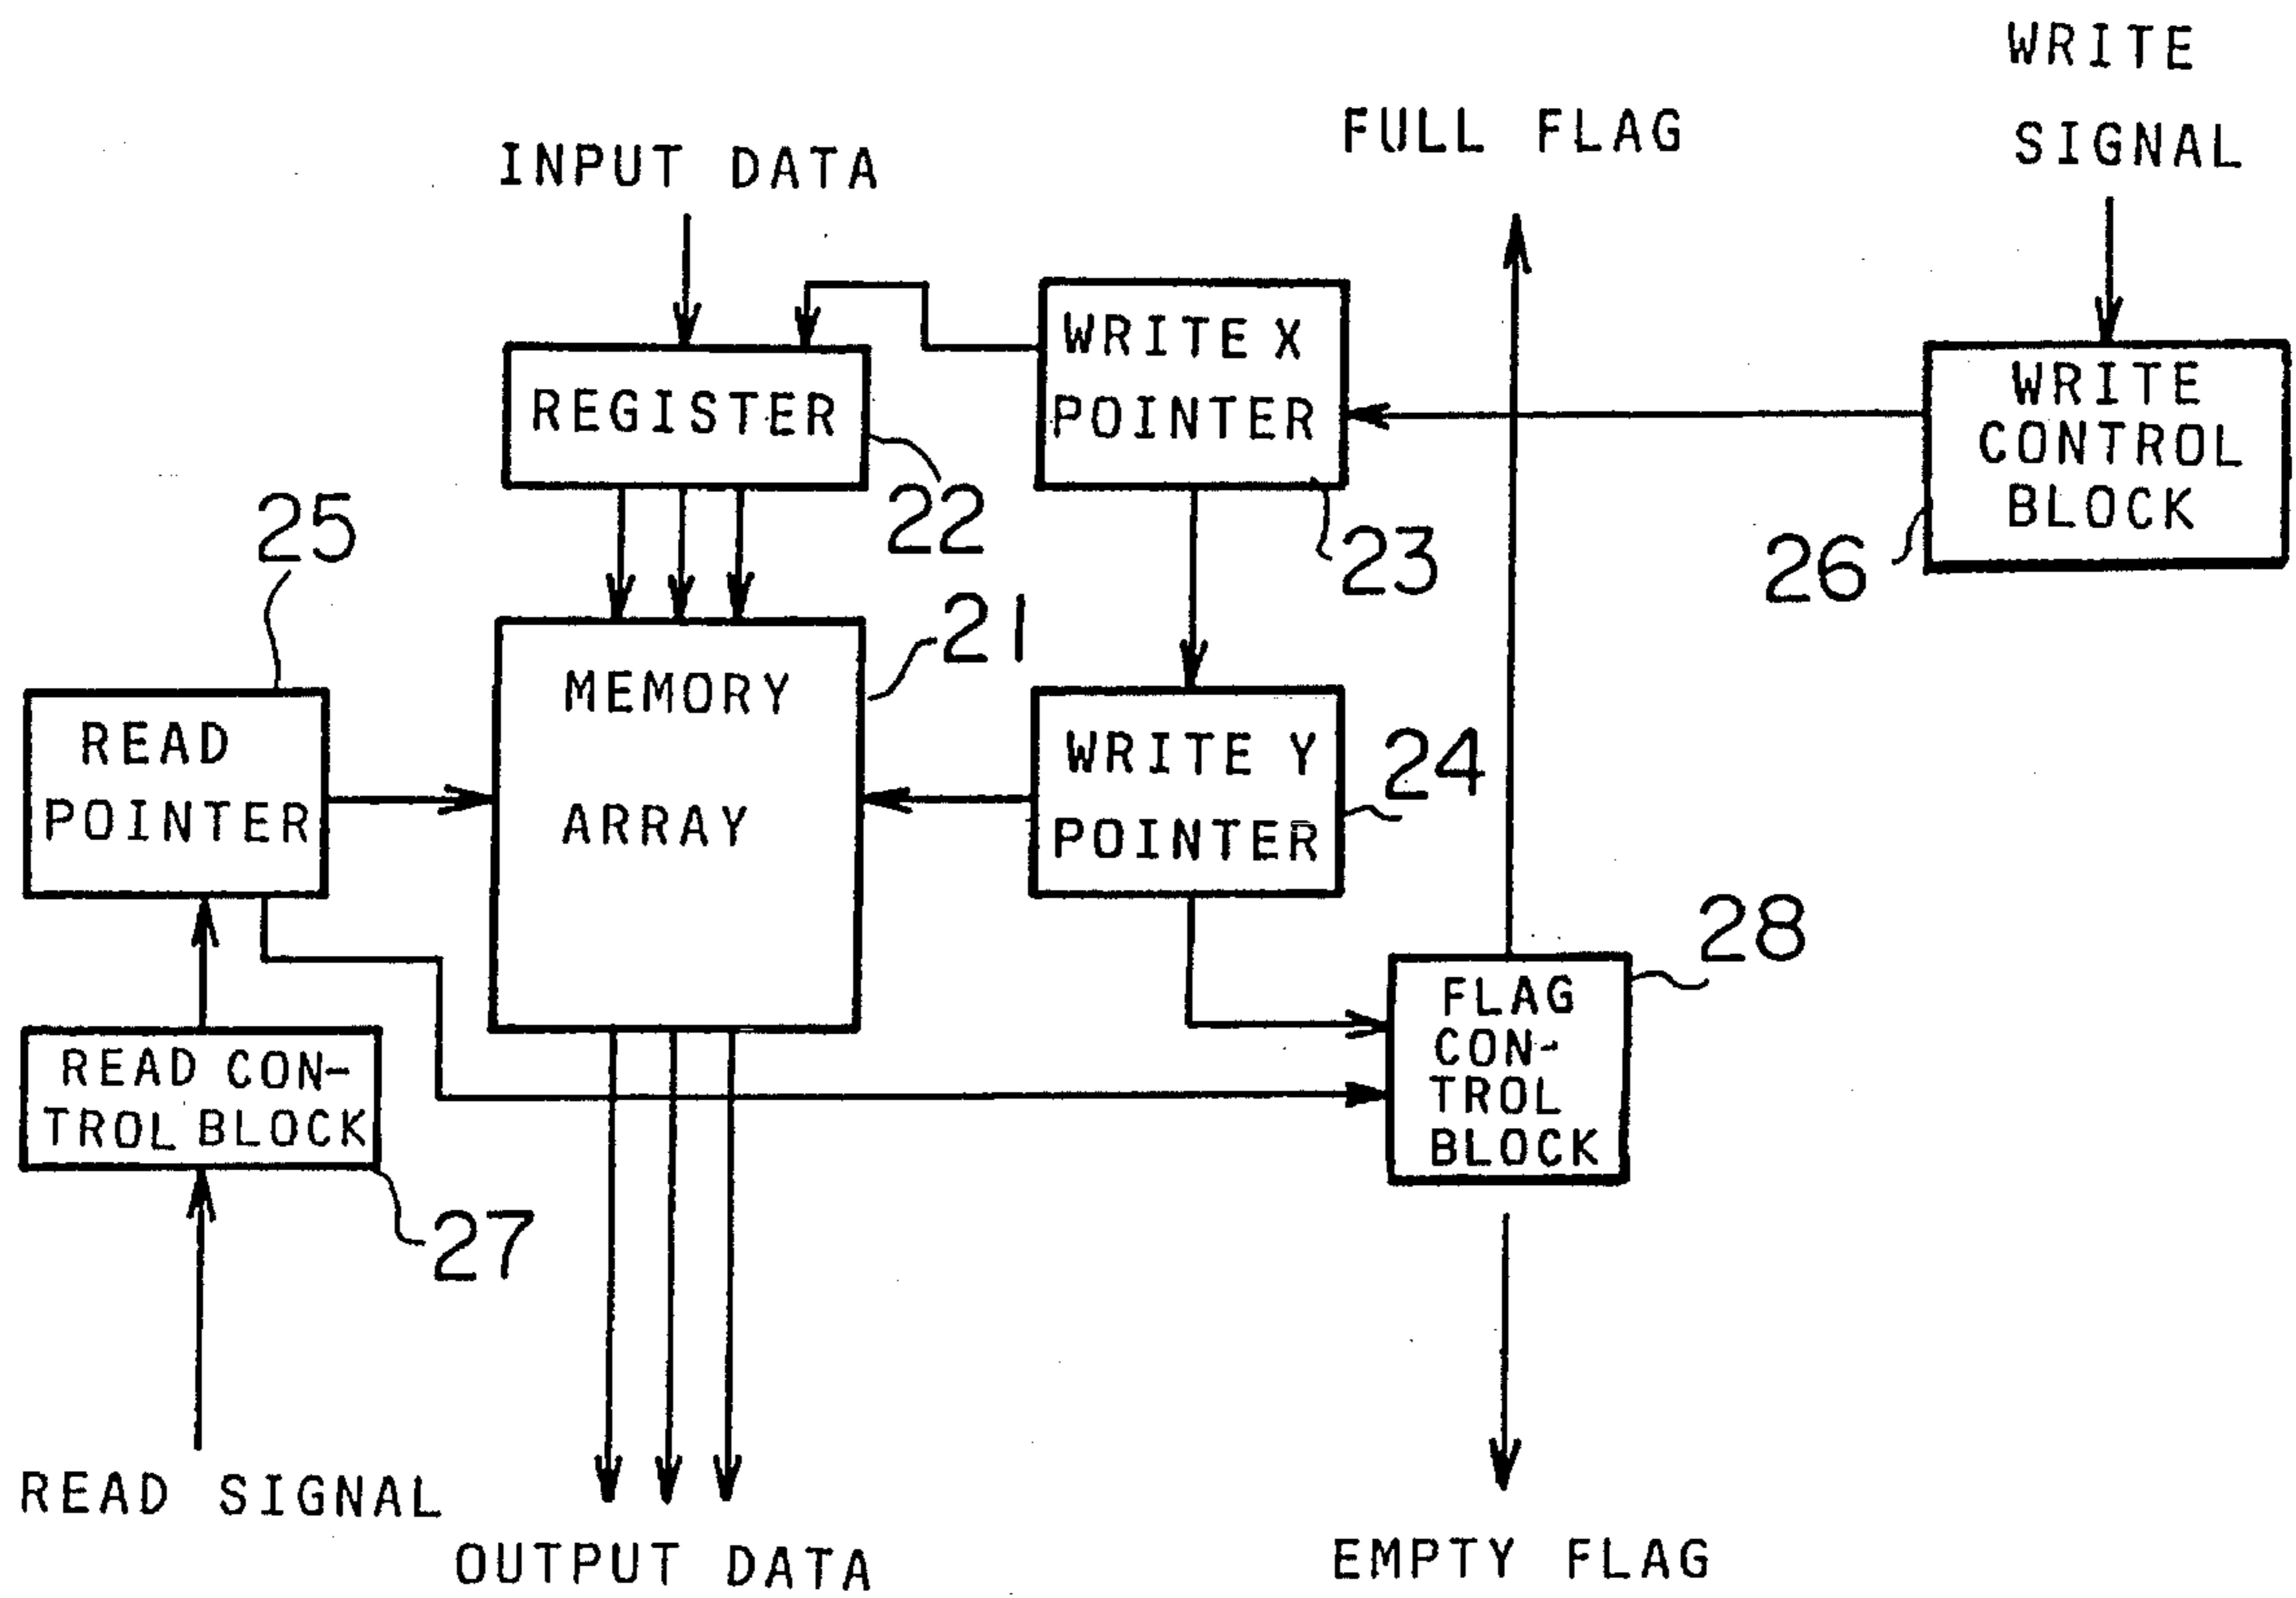 WRITE
SIGNAL
FULL FLAG
INPUT DATA
WRITE X
POINTER
REGISTER
WRITE
CONTROL
BLOCK
22
23
26
25
21
MEMORY
ARRAY
READ
POINTER
WRITE Y
POINTER
24
28
FLAG
CON-
TROL
BLOCK
READ CON-
TROL BLOCK
27
READ SIGNAL
OUTPUT DATA
EMPTY FLAG